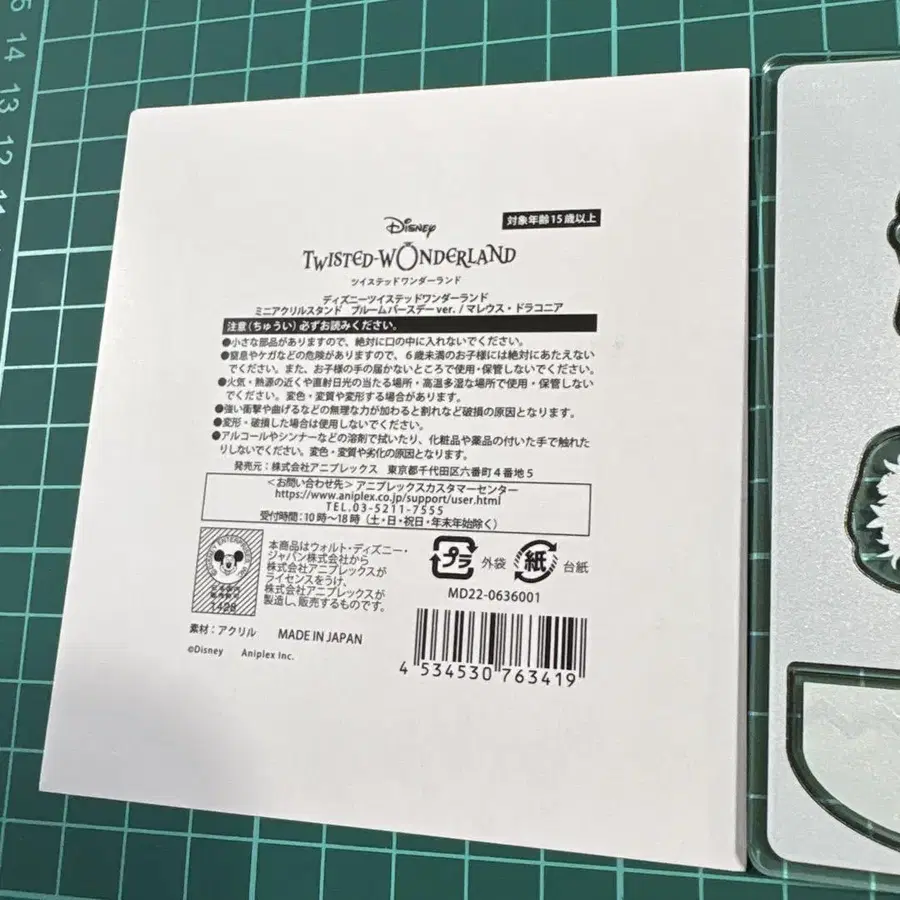 5
14
13
12
11
Disney
対象年齢15歳以上
TWISTED-WONDERLAND
ツイステッドワンダーランド
ディズニーツイステッドワンダーランド
ミニアクリルスタンド ブルームバースデーver. / マレウス・ドラコニア
注意(ちゅうい)必ずお読みください。
●小さな部品がありますので、絶対に口の中に入れないでください。
●窒息やケガなどの危険がありますので、6歳未満のお子様には絶対にあたえない
でください。また、お子様の手の届かないところで使用・保管しないでください。
●火気・熱源の近くや直射日光の当たる場所・高温多湿な場所で使用・保管しない
でください。変色・変質や変形する場合があります。
●強い衝撃や曲げるなどの無理な力が加わると割れなど破損の原因となります。
●変形・破損した場合は使用しないでください。
●アルコールやシンナーなどの溶剤で拭いたり、化粧品や薬品の付いた手で触れた
りしないでください。変色・変質や劣化の原因となります。
発売元：株式会社アニプレックス 東京都千代田区六番町4番地5
<お問い合わせ先> アニプレックスカスタマーセンター
https://www.aniplex.co.jp/support/user.html
TEL.03-5211-7555
受付時間：10時〜18時(土・日・祝日・年末年始除く)
本商品はウォルト・ディズニー・
ジャパン株式会社から
株式会社アニプレックスが
ライセンスをうけ、
株式会社アニプレックスが
製造し、販売するものです。
1428
プラ 外袋 紙 台紙
MD22-0636001
素材：アクリル MADE IN JAPAN
©Disney Aniplex Inc.
4 534530 763419